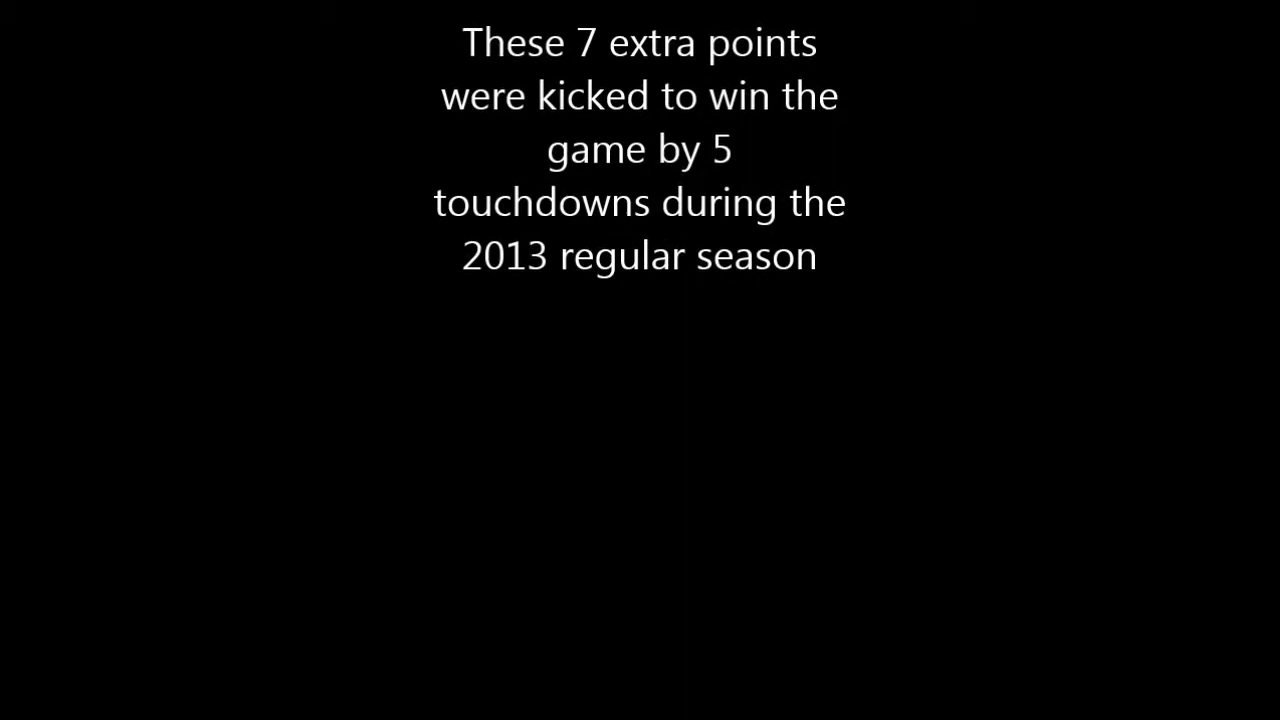 These 7 extra points
were kicked to win the
game by 5
touchdowns during the
2013 regular season